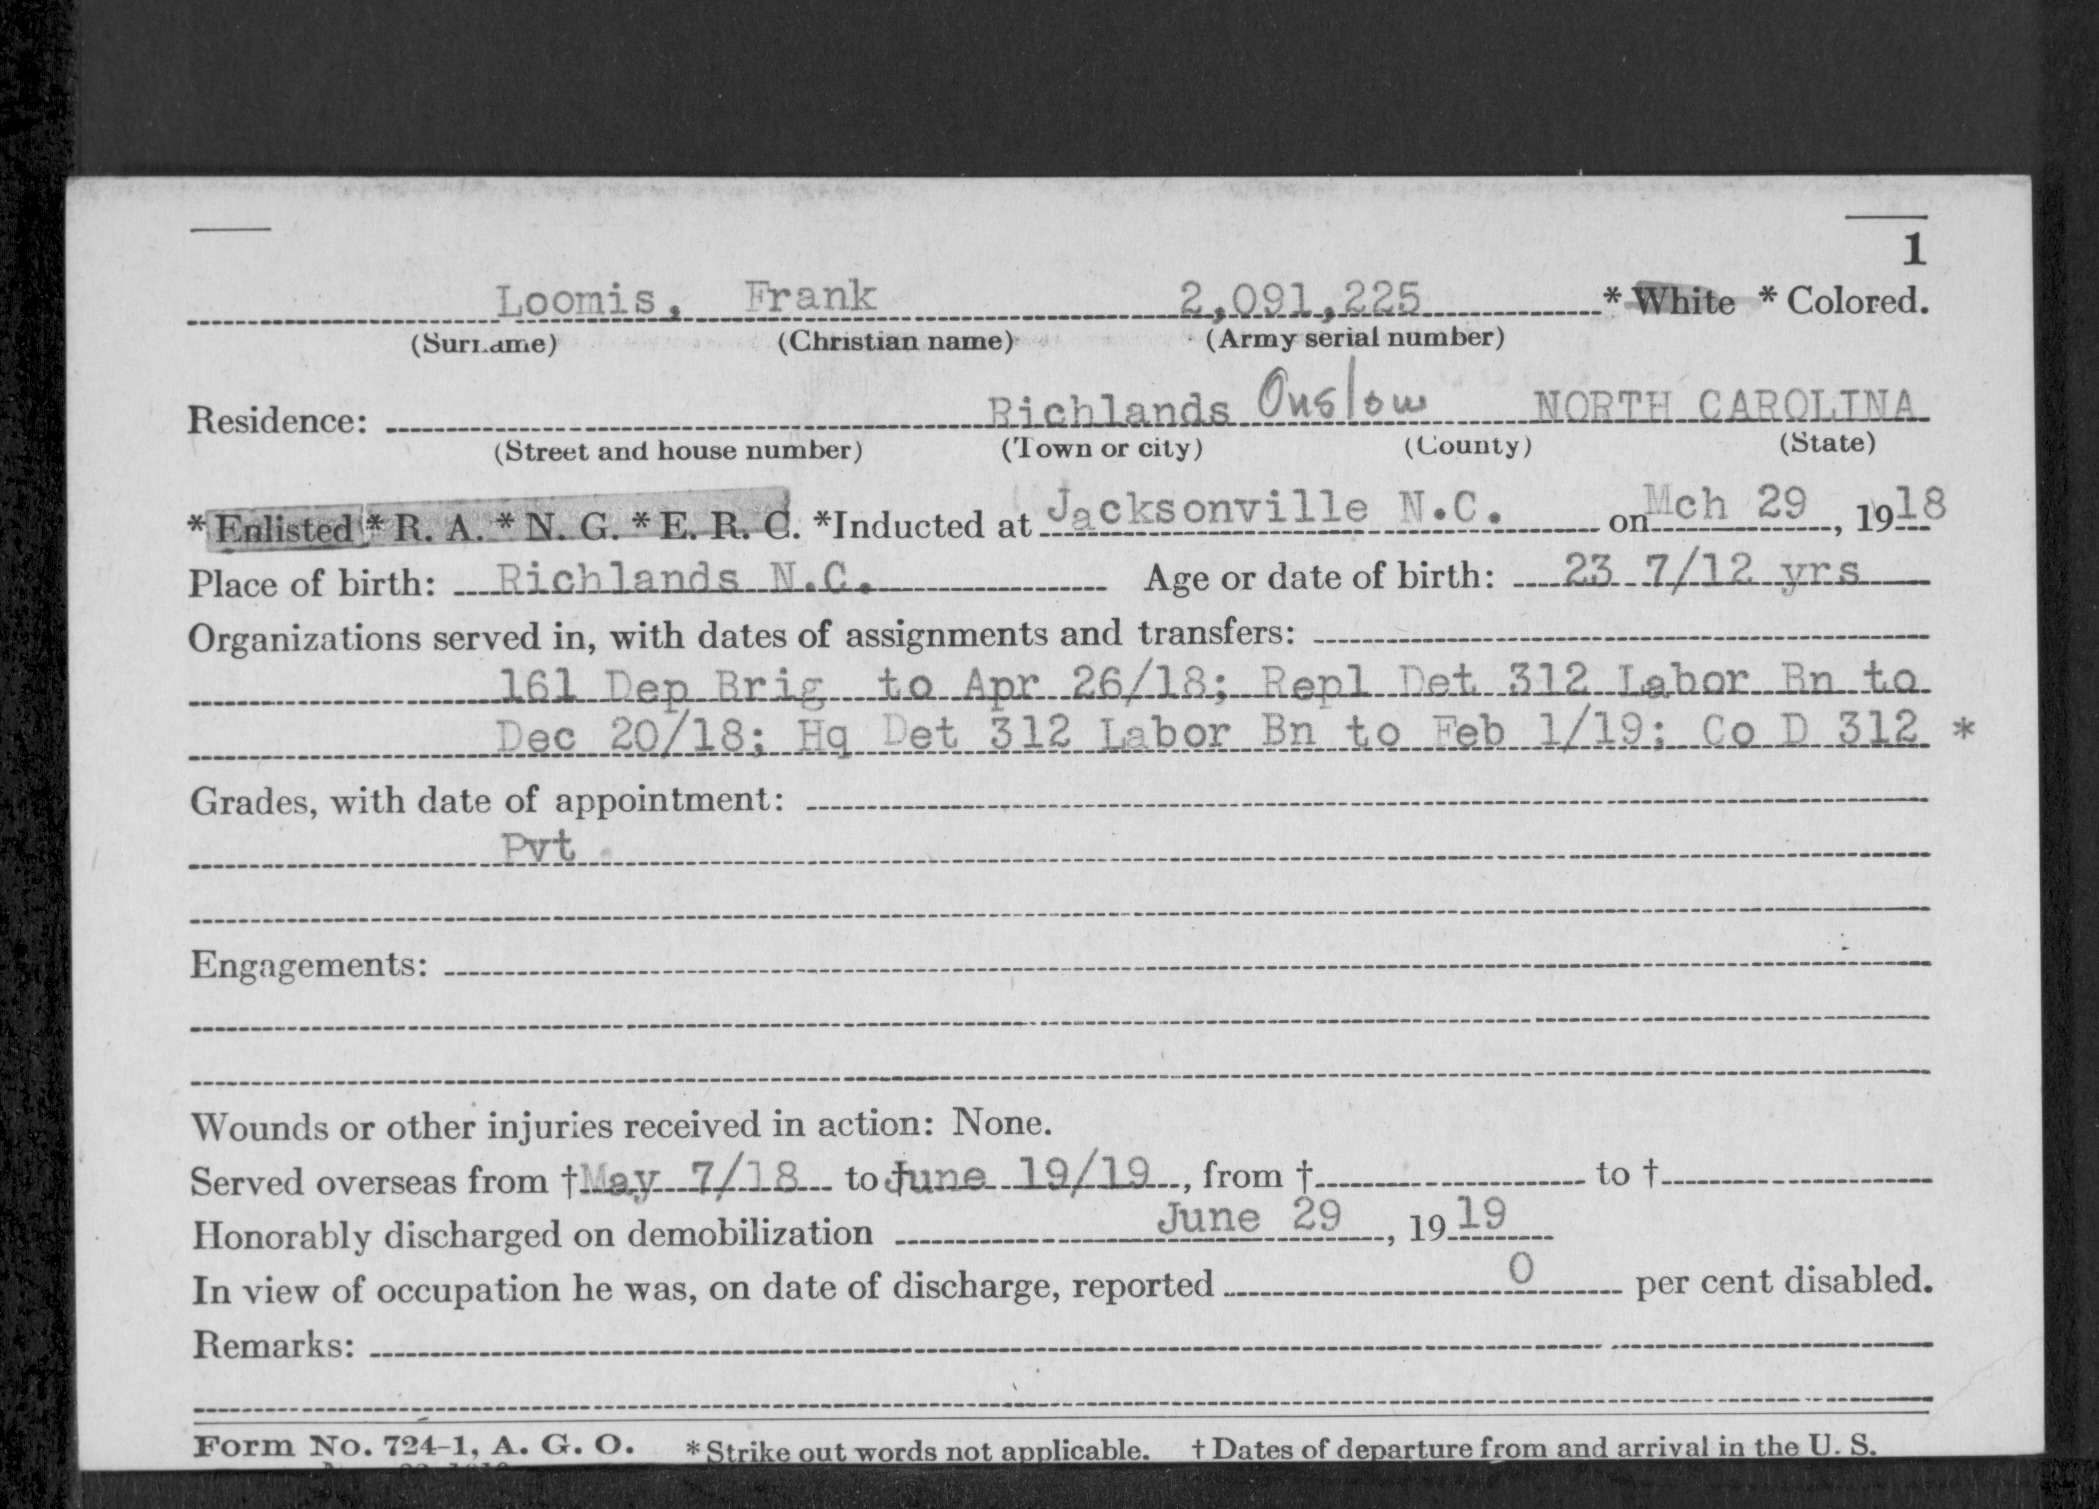 1
Loomis, Frank 2,091,225 * White * Colored.
(Surname) (Christian name) (Army serial number)
Residence: Richlands Onslow NORTH CAROLINA
(Street and house number) (Town or city) (County) (State)
* Enlisted * R. A. * N. G. * E. R. C. *Inducted at Jacksonville N.C. on Mch 29, 1918
Place of birth: Richlands N.C. Age or date of birth: 23 7/12 yrs
Organizations served in, with dates of assignments and transfers:
161 Dep Brig to Apr 26/18; Repl Det 312 Labor Bn to
Dec 20/18; Hq Det 312 Labor Bn to Feb 1/19; Co D 312 *
Grades, with date of appointment:
Pvt
Engagements:
Wounds or other injuries received in action: None.
Served overseas from † May 7/18 to † June 19/19, from † to †
Honorably discharged on demobilization June 29, 1919
In view of occupation he was, on date of discharge, reported 0 per cent disabled.
Remarks:
Form No. 724-1, A. G. O. * Strike out words not applicable. † Dates of departure from and arrival in the U. S.